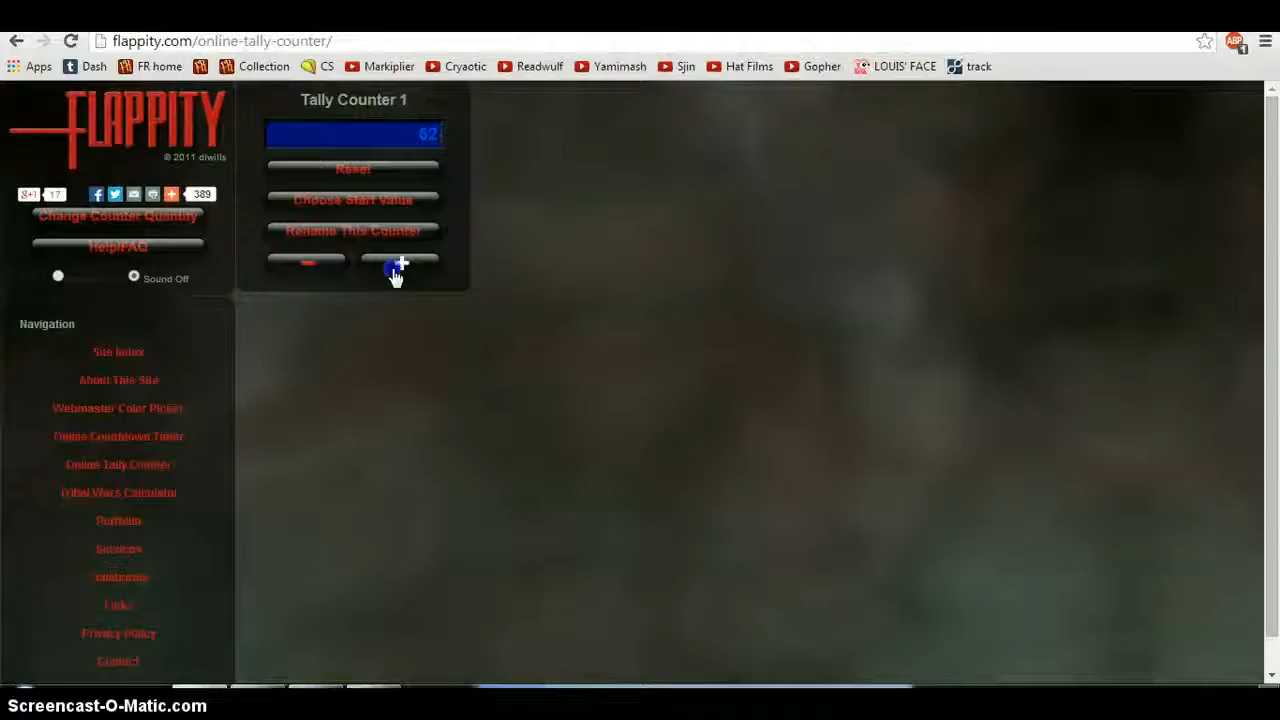 flappity.com/online-tally-counter/
ABP
Apps Dash FR home Collection CS Markiplier Cryaotic Readwulf Yamimash Sjin Hat Films Gopher LOUIS' FACE track
FLAPPITY
© 2011 dlwills
Tally Counter 1
62
Reset
Choose Start Value
Rename This Counter
- +
g+1 17 389
Change Counter Quantity
Help/FAQ
Sound Off
Navigation
Site Index
About This Site
Webmaster Color Picker
Online Countdown Timer
Online Tally Counter
Tribal Wars Calculator
Portfolio
Services
Links
Privacy Policy
Contact
Screencast-O-Matic.com